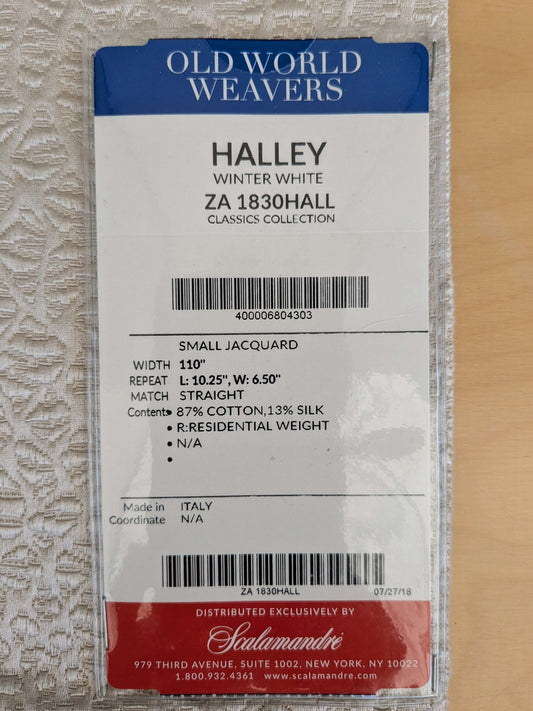 OLD WORLD
WEAVERS
HALLEY
WINTER WHITE
ZA 1830HALL
CLASSICS COLLECTION
400006804303
SMALL JACQUARD
WIDTH 110"
REPEAT L: 10.25", W: 6.50"
MATCH STRAIGHT
Contents • 87% COTTON,13% SILK
• R:RESIDENTIAL WEIGHT
• N/A
•
Made in ITALY
Coordinate N/A
ZA 1830HALL 07/27/18
DISTRIBUTED EXCLUSIVELY BY
Scalamandré
979 THIRD AVENUE, SUITE 1002, NEW YORK, NY 10022
1.800.932.4361 www.scalamandre.com